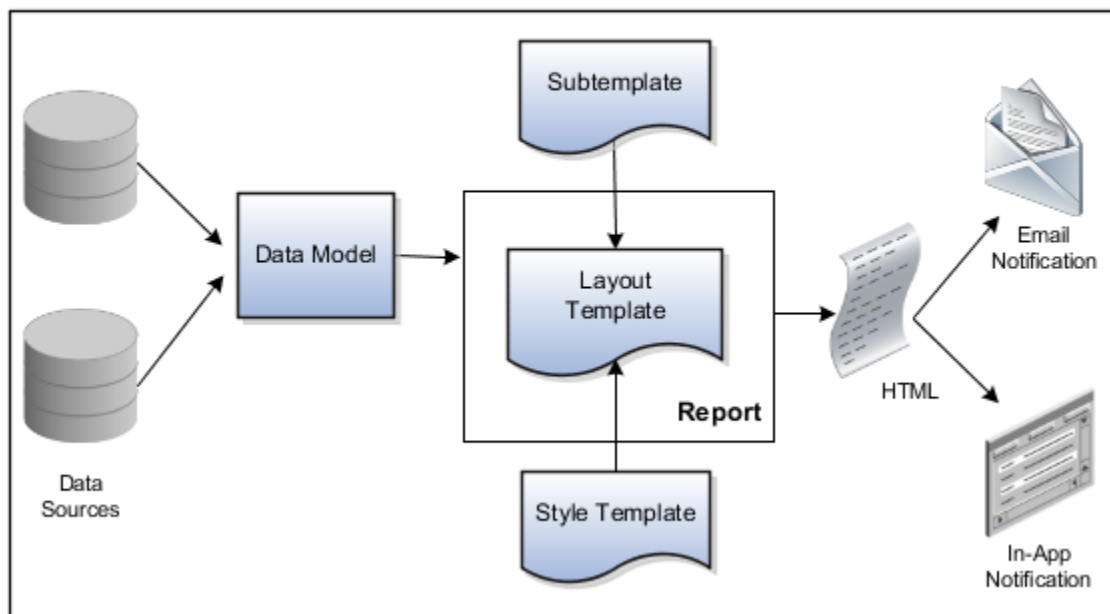 Subtemplate
Data Model
Layout
Template
Report
Style Template
Data
Sources
HTML
Email
Notification
In-App
Notification